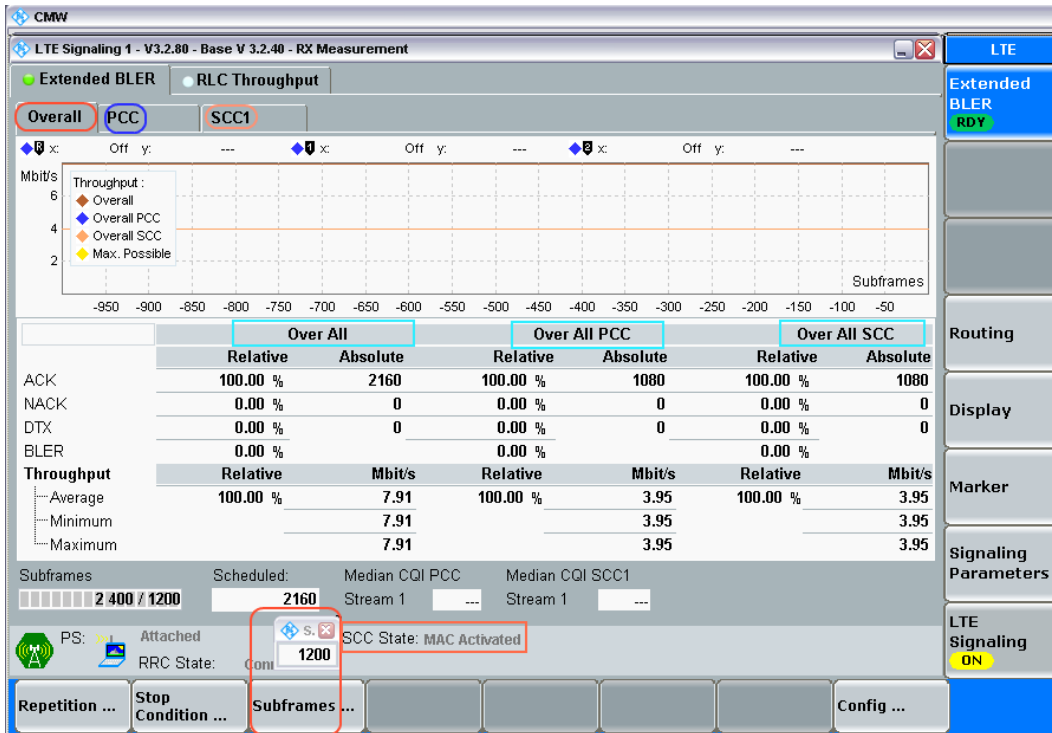 CMW
LTE Signaling 1 - V3.2.80 - Base V 3.2.40 - RX Measurement
LTE
Extended BLER RLC Throughput
Extended
BLER
RDY
Overall PCC SCC1
R x: Off y: --- 1 x: Off y: --- 2 x: Off y: ---
Mbit/s
Throughput :
Overall
Overall PCC
Overall SCC
Max. Possible
6
4
2
Subframes
-950 -900 -850 -800 -750 -700 -650 -600 -550 -500 -450 -400 -350 -300 -250 -200 -150 -100 -50
Over All Over All PCC Over All SCC
Relative Absolute Relative Absolute Relative Absolute
ACK 100.00 % 2160 100.00 % 1080 100.00 % 1080
NACK 0.00 % 0 0.00 % 0 0.00 % 0
DTX 0.00 % 0 0.00 % 0 0.00 % 0
BLER 0.00 % 0.00 % 0.00 %
Throughput Relative Mbit/s Relative Mbit/s Relative Mbit/s
Average 100.00 % 7.91 100.00 % 3.95 100.00 % 3.95
Minimum 7.91 3.95 3.95
Maximum 7.91 3.95 3.95
Subframes Scheduled: Median CQI PCC Median CQI SCC1
2 400 / 1200 2160 Stream 1 --- Stream 1 ---
PS: Attached S. SCC State: MAC Activated
RRC State: 1200
Routing
Display
Marker
Signaling
Parameters
LTE
Signaling
ON
Repetition ... Stop
Condition ... Subframes ... Config ...